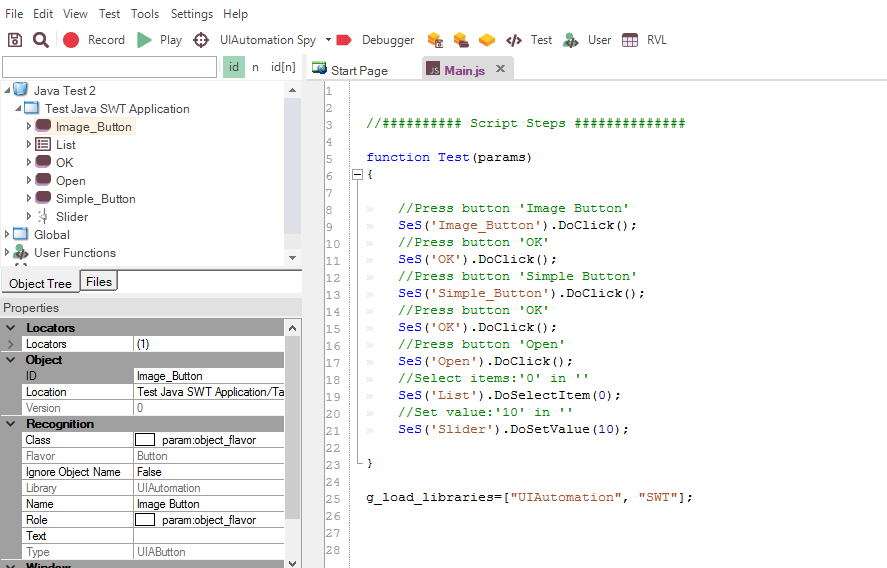 File Edit View Test Tools Settings Help
Record Play UIAutomation Spy Debugger Test User RVL
id n id[n] Start Page JS Main.js
Java Test 2
Test Java SWT Application
Image_Button
List
OK
Open
Simple_Button
Slider
Global
User Functions
Object Tree Files
Properties
Locators
Locators (1)
Object
ID Image_Button
Location Test Java SWT Application/Ta
Version 0
Recognition
Class param:object_flavor
Flavor Button
Ignore Object Name False
Library UIAutomation
Name Image Button
Role param:object_flavor
Text
Type UIAButton
Window
1
2
3 //########## Script Steps ##############
4
5 function Test(params)
6 {
7
8 //Press button 'Image Button'
9 SeS('Image_Button').DoClick();
10 //Press button 'OK'
11 SeS('OK').DoClick();
12 //Press button 'Simple Button'
13 SeS('Simple_Button').DoClick();
14 //Press button 'OK'
15 SeS('OK').DoClick();
16 //Press button 'Open'
17 SeS('Open').DoClick();
18 //Select items:'0' in ''
19 SeS('List').DoSelectItem(0);
20 //Set value:'10' in ''
21 SeS('Slider').DoSetValue(10);
22
23 }
24
25 g_load_libraries=["UIAutomation", "SWT"];
26
27
28